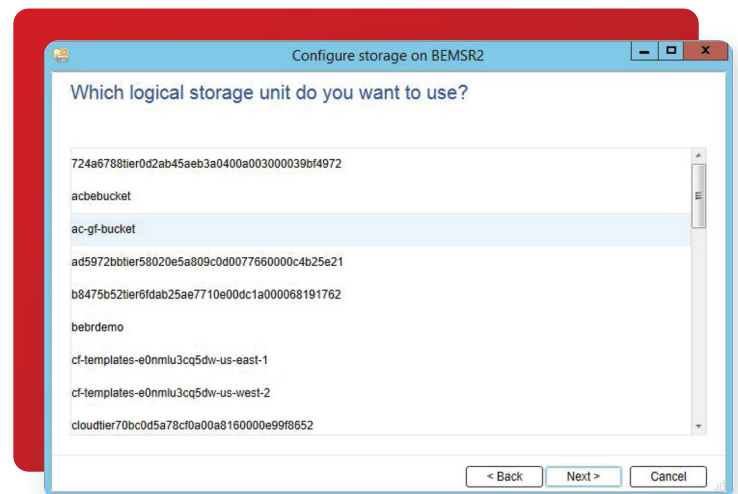 Configure storage on BEMSR2
Which logical storage unit do you want to use?
724a6788tier0d2ab45aeb3a0400a003000039bf4972
acbebucket
ac-gf-bucket
ad5972bbtier58020e5a809c0d0077660000c4b25e21
b8475b52tier6fdab25ae7710e00dc1a000068191762
bebrdemo
cf-templates-e0nmlu3cq5dw-us-east-1
cf-templates-e0nmlu3cq5dw-us-west-2
cloudtier70bc0d5a78cf0a00a8160000e99f8652
< Back Next > Cancel